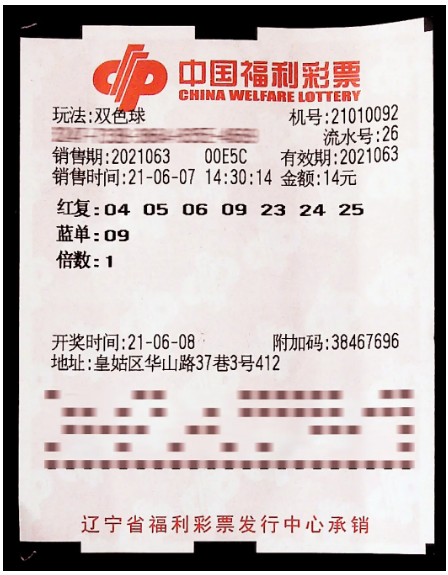 中国福利彩票
CHINA WELFARE LOTTERY
玩法:双色球 机号:21010092
流水号:26
销售期:2021063 00E5C 有效期:2021063
销售时间:21-06-07 14:30:14 金额:14元
红复:04 05 06 09 23 24 25
蓝单:09
倍数:1
开奖时间:21-06-08 附加码:38467696
地址:皇姑区华山路37巷3号412
辽宁省福利彩票发行中心承销